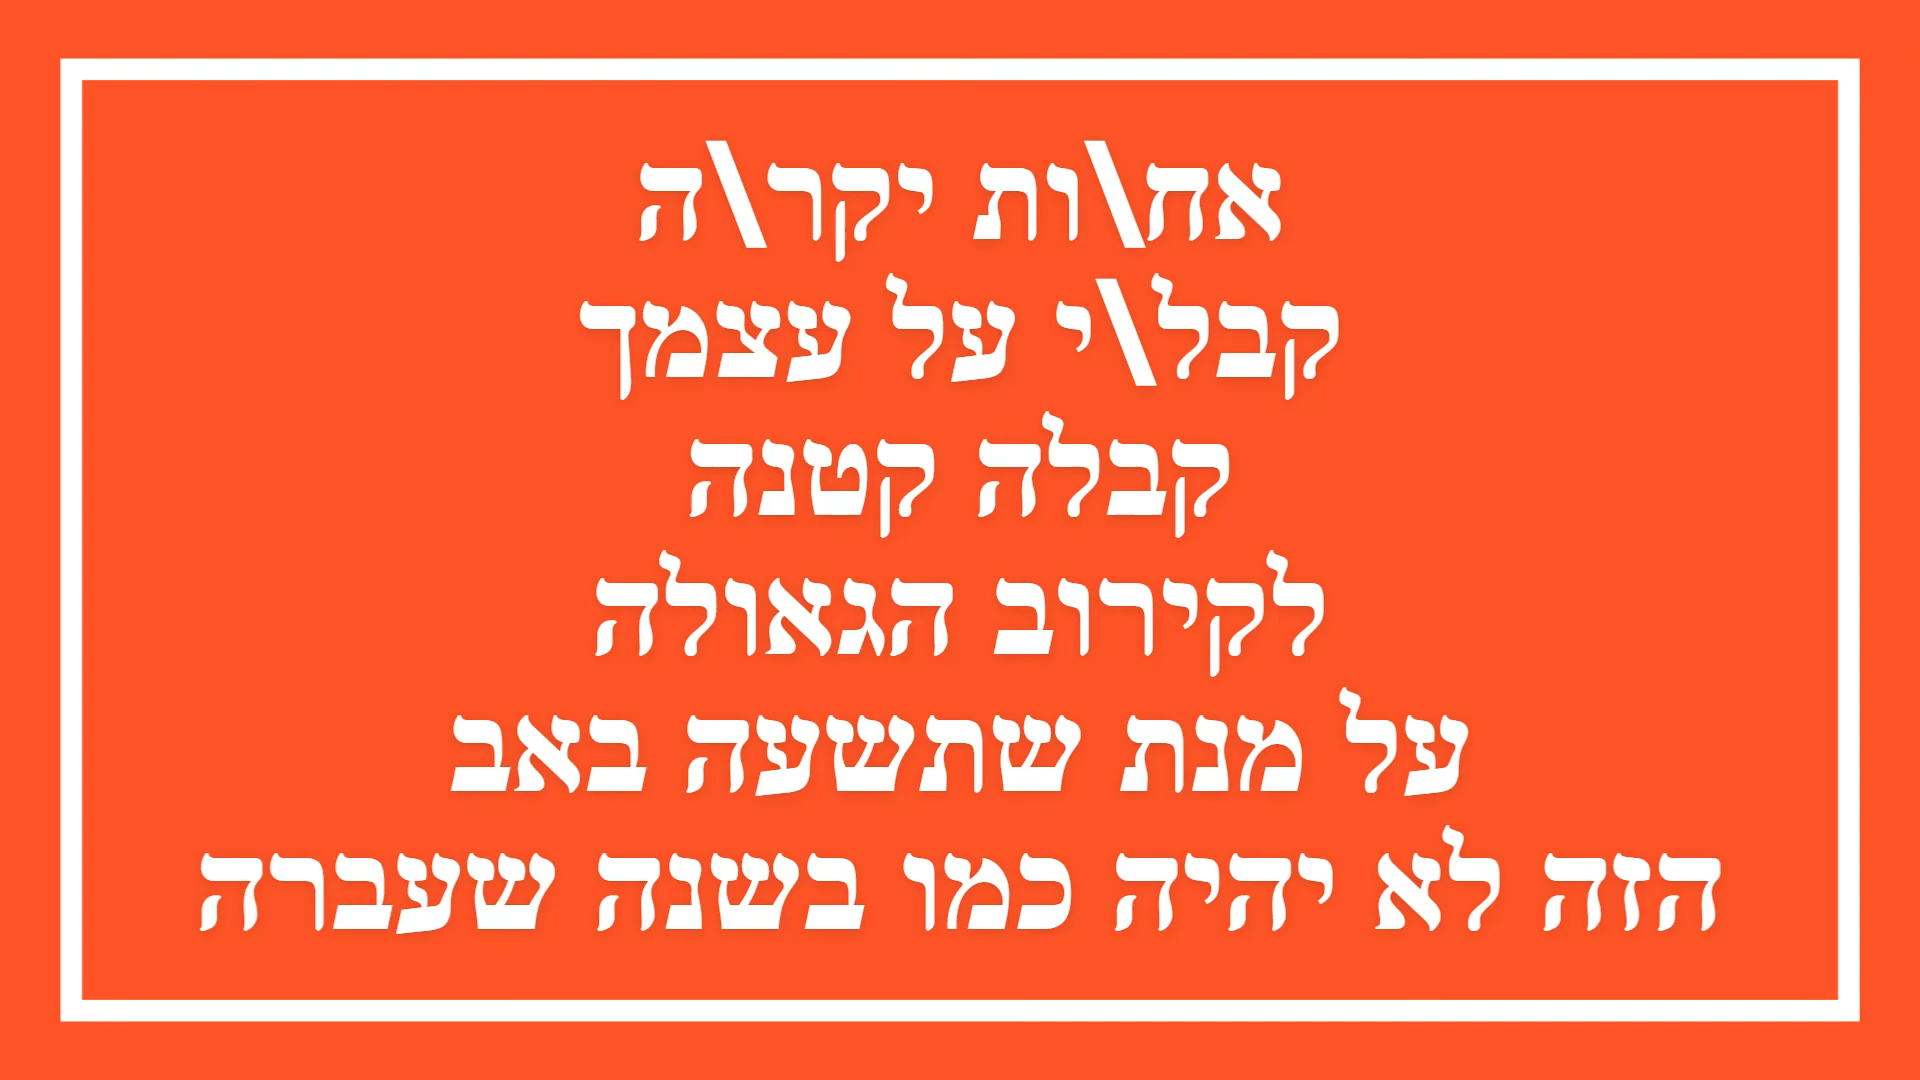 אח\ות יקר\ה
קבל\י על עצמך
קבלה קטנה
לקירוב הגאולה
על מנת שתשעה באב
הזה לא יהיה כמו בשנה שעברה